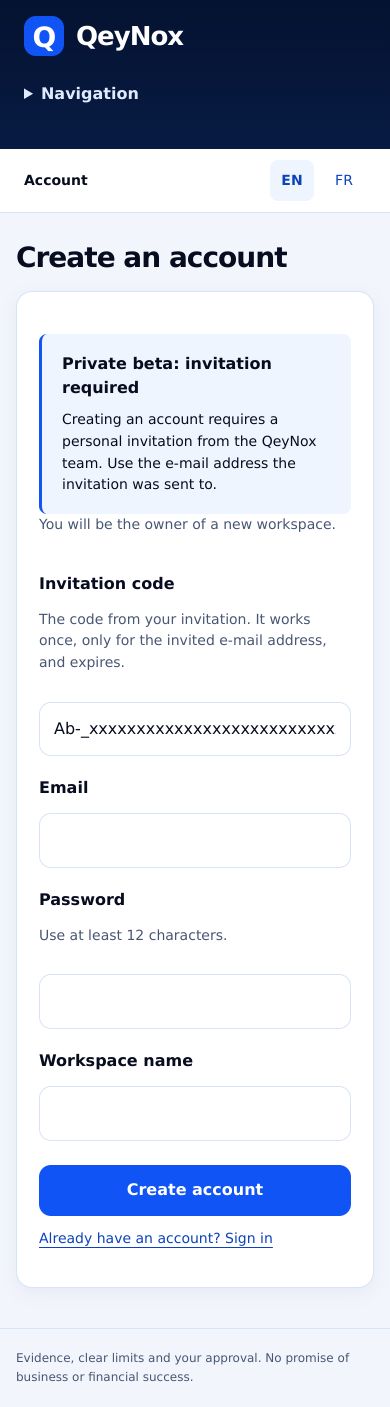 Q QeyNox
▶ Navigation
Account EN FR
Create an account
Private beta: invitation
required
Creating an account requires a
personal invitation from the QeyNox
team. Use the e-mail address the
invitation was sent to.
You will be the owner of a new workspace.
Invitation code
The code from your invitation. It works
once, only for the invited e-mail address,
and expires.
Ab-_xxxxxxxxxxxxxxxxxxxxxxxxxx
Email
Password
Use at least 12 characters.
Workspace name
Create account
Already have an account? Sign in
Evidence, clear limits and your approval. No promise of
business or financial success.